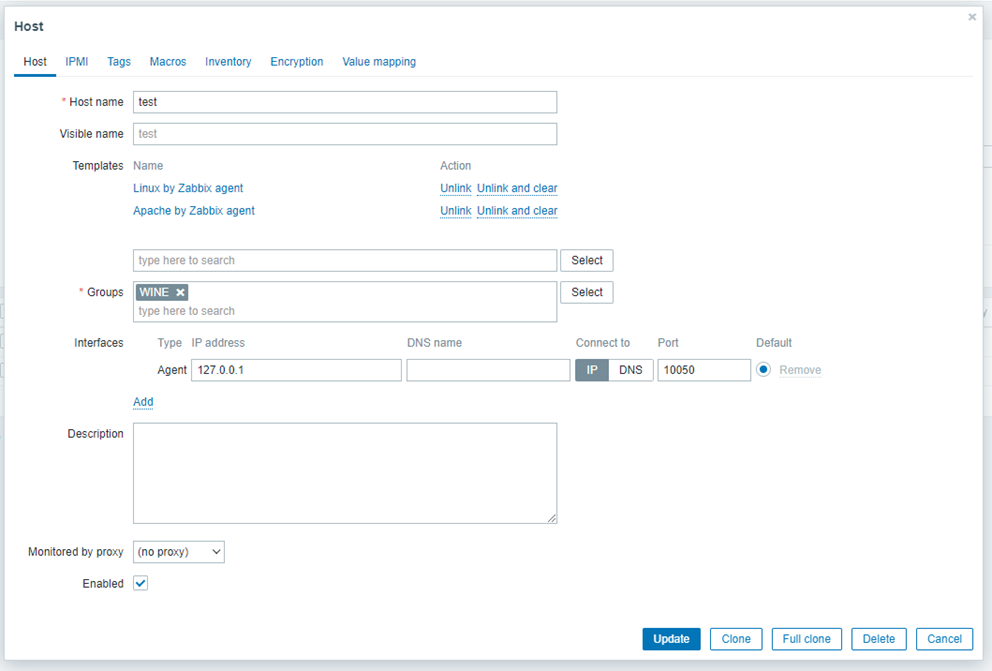 Host
Host IPMI Tags Macros Inventory Encryption Value mapping
* Host name test
Visible name test
Templates Name Action
Linux by Zabbix agent Unlink Unlink and clear
Apache by Zabbix agent Unlink Unlink and clear
type here to search Select
* Groups WINE Select
type here to search
Interfaces Type IP address DNS name Connect to Port Default
Agent 127.0.0.1 IP DNS 10050 Remove
Add
Description
Monitored by proxy (no proxy)
Enabled
Update Clone Full clone Delete Cancel